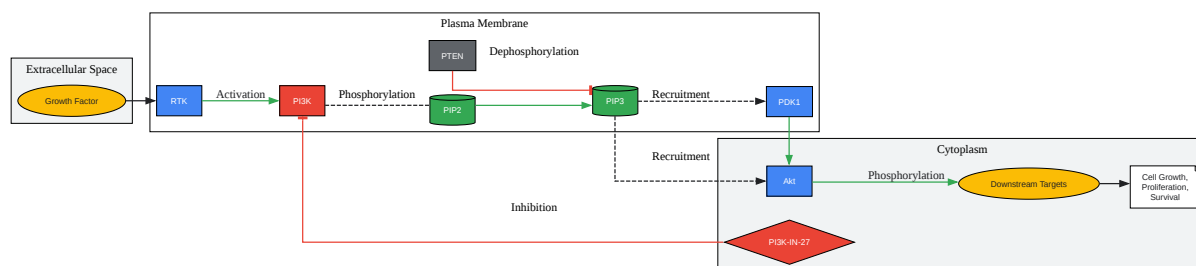 Plasma Membrane
PTEN
Dephosphorylation
Extracellular Space
Growth Factor
RTK
Activation
PI3K
Phosphorylation
PIP2
PIP3
Recruitment
PDK1
Cytoplasm
Recruitment
Akt
Phosphorylation
Downstream Targets
Cell Growth,
Proliferation,
Survival
Inhibition
PI3K-IN-27